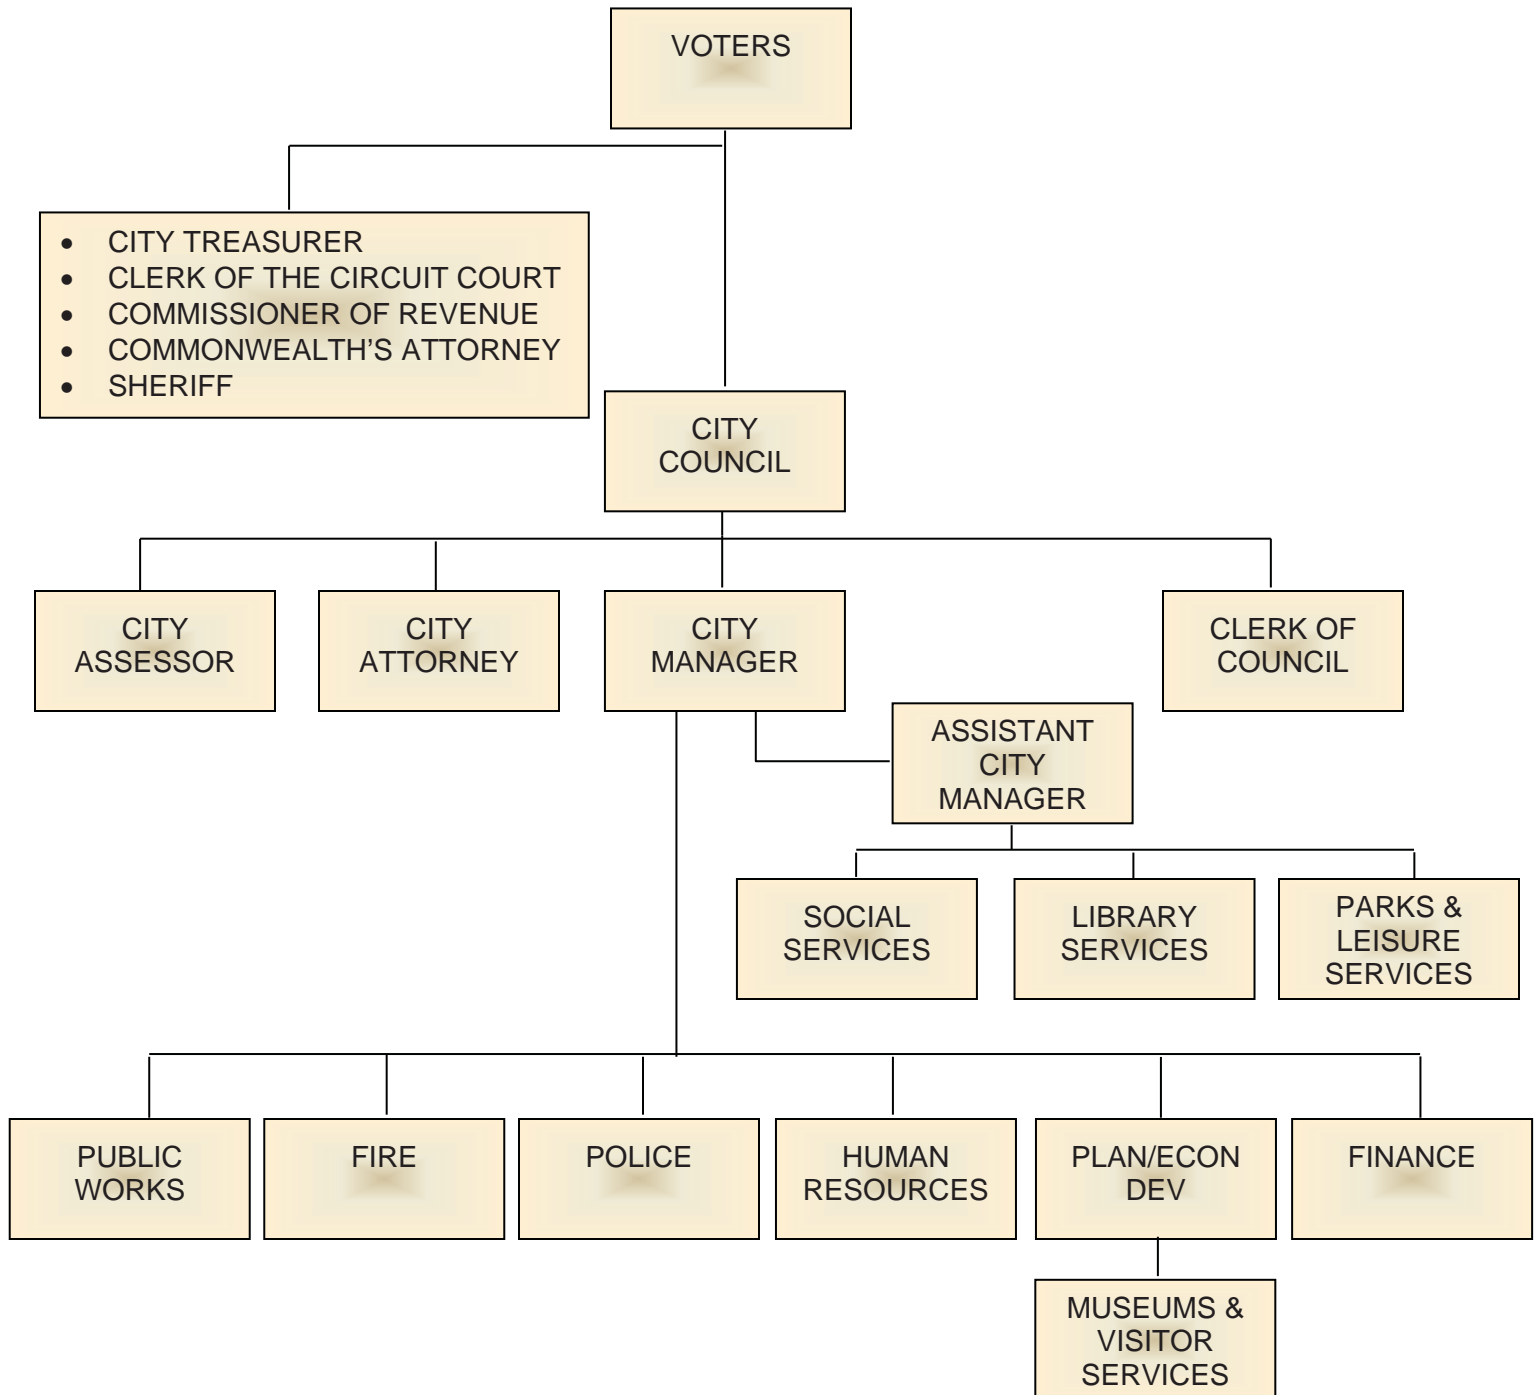 VOTERS
• CITY TREASURER
• CLERK OF THE CIRCUIT COURT
• COMMISSIONER OF REVENUE
• COMMONWEALTH'S ATTORNEY
• SHERIFF
CITY
COUNCIL
CITY
ASSESSOR
CITY
ATTORNEY
CITY
MANAGER
CLERK OF
COUNCIL
ASSISTANT
CITY
MANAGER
SOCIAL
SERVICES
LIBRARY
SERVICES
PARKS &
LEISURE
SERVICES
PUBLIC
WORKS
FIRE
POLICE
HUMAN
RESOURCES
PLAN/ECON
DEV
FINANCE
MUSEUMS &
VISITOR
SERVICES